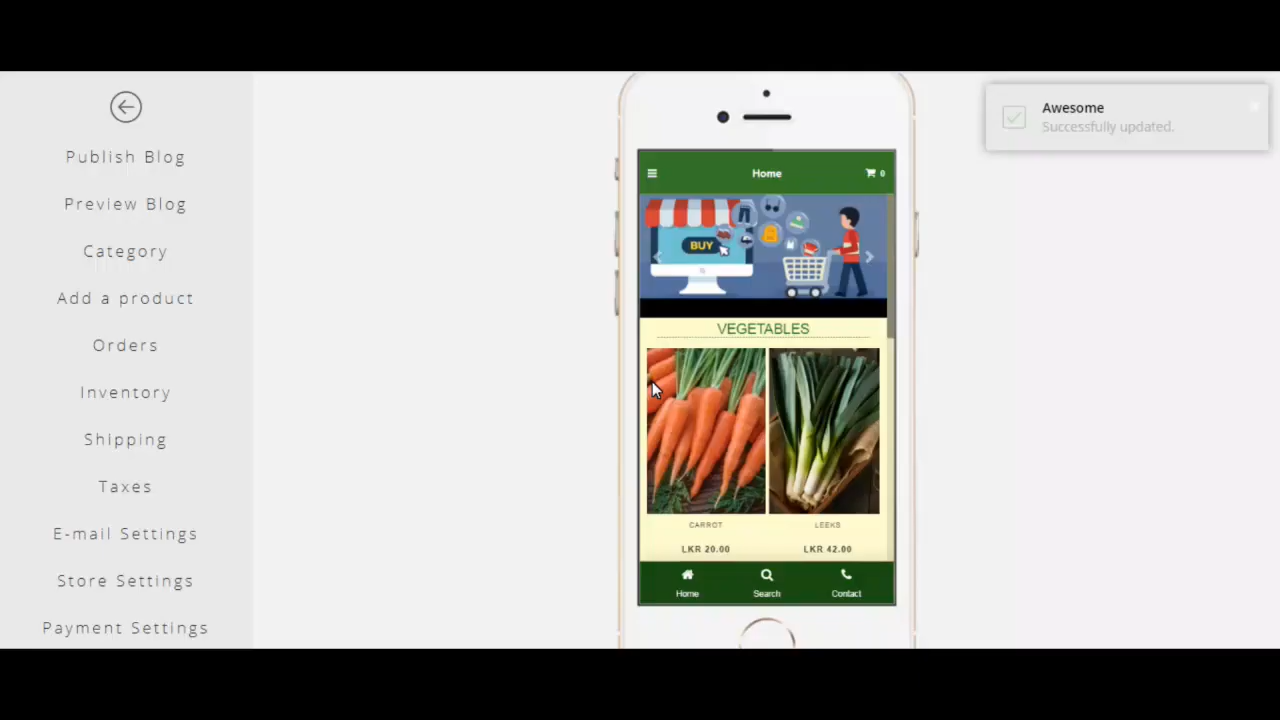 Publish Blog
Preview Blog
Category
Add a product
Orders
Inventory
Shipping
Taxes
E-mail Settings
Store Settings
Payment Settings
Home
0
BUY
VEGETABLES
CARROT
LEEKS
LKR 20.00
LKR 42.00
Home
Search
Contact
Awesome
Successfully updated.